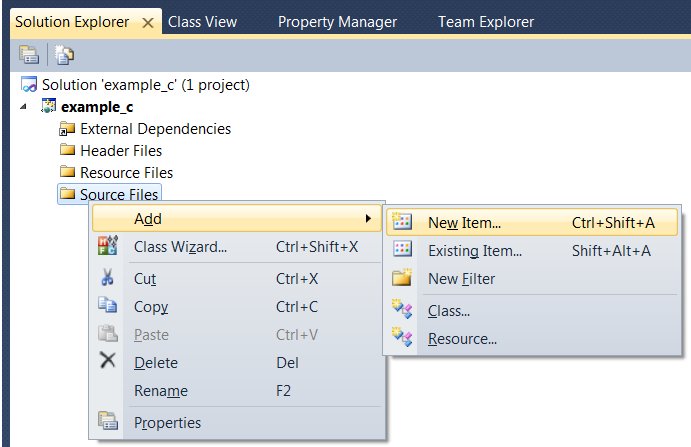 Solution Explorer Class View Property Manager Team Explorer
Solution 'example_c' (1 project)
example_c
External Dependencies
Header Files
Resource Files
Source Files
Add
Class Wizard... Ctrl+Shift+X
Cut Ctrl+X
Copy Ctrl+C
Paste Ctrl+V
Delete Del
Rename F2
Properties
New Item... Ctrl+Shift+A
Existing Item... Shift+Alt+A
New Filter
Class...
Resource...